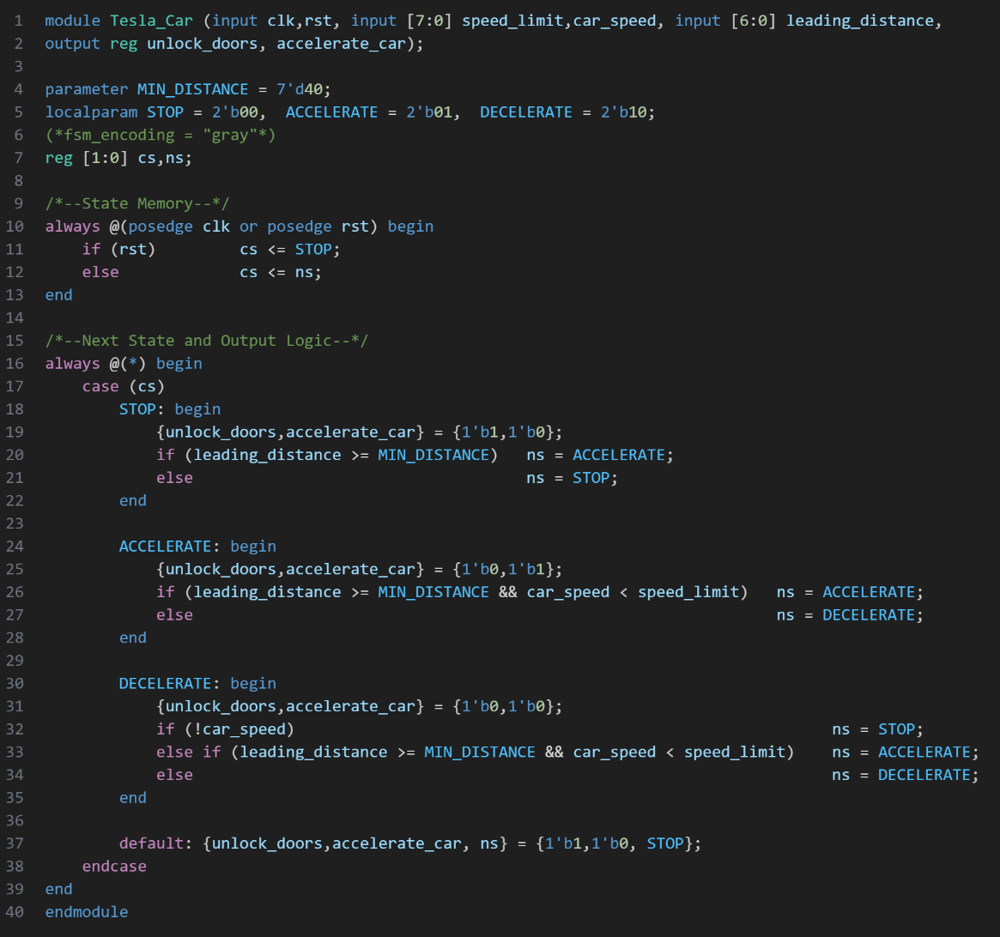 1 module Tesla_Car (input clk,rst, input [7:0] speed_limit,car_speed, input [6:0] leading_distance,
2 output reg unlock_doors, accelerate_car);
3
4 parameter MIN_DISTANCE = 7'd40;
5 localparam STOP = 2'b00,  ACCELERATE = 2'b01,  DECELERATE = 2'b10;
6 (*fsm_encoding = "gray"*)
7 reg [1:0] cs,ns;
8
9 /*--State Memory--*/
10 always @(posedge clk or posedge rst) begin
11     if (rst)         cs <= STOP;
12     else             cs <= ns;
13 end
14
15 /*--Next State and Output Logic--*/
16 always @(*) begin
17     case (cs)
18         STOP: begin
19             {unlock_doors,accelerate_car} = {1'b1,1'b0};
20             if (leading_distance >= MIN_DISTANCE)   ns = ACCELERATE;
21             else                                    ns = STOP;
22         end
23
24         ACCELERATE: begin
25             {unlock_doors,accelerate_car} = {1'b0,1'b1};
26             if (leading_distance >= MIN_DISTANCE && car_speed < speed_limit)   ns = ACCELERATE;
27             else                                                               ns = DECELERATE;
28         end
29
30         DECELERATE: begin
31             {unlock_doors,accelerate_car} = {1'b0,1'b0};
32             if (!car_speed)                                                          ns = STOP;
33             else if (leading_distance >= MIN_DISTANCE && car_speed < speed_limit)    ns = ACCELERATE;
34             else                                                                     ns = DECELERATE;
35         end
36
37         default: {unlock_doors,accelerate_car, ns} = {1'b1,1'b0, STOP};
38     endcase
39 end
40 endmodule